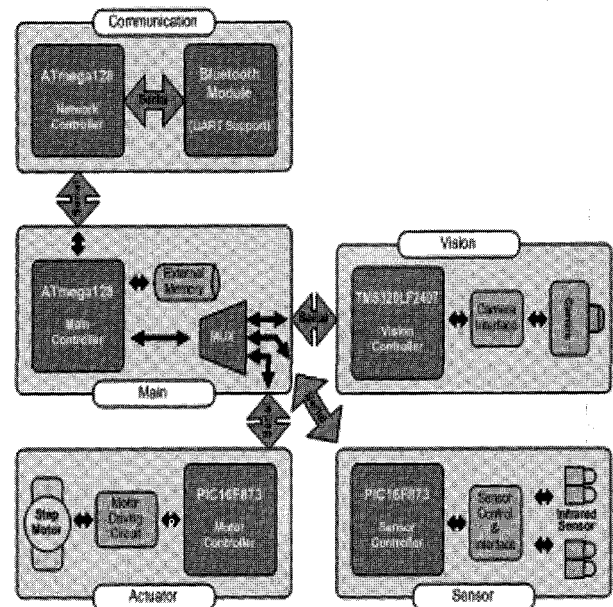 Communication
ATmega128
Network
Controller
Serial
Bluetooth
Module
(UART Support)
ATmega128
Main
Controller
External
Memory
MUX
Main
Serial
Vision
TMS320LF2407
Vision
Controller
Camera
Interface
Camera
Step
Motor
Motor
Driving
Circuit
PIC16F873
Motor
Controller
Actuator
PIC16F873
Sensor
Controller
Sensor
Control
&
Interface
Infrared
Sensor
Sensor